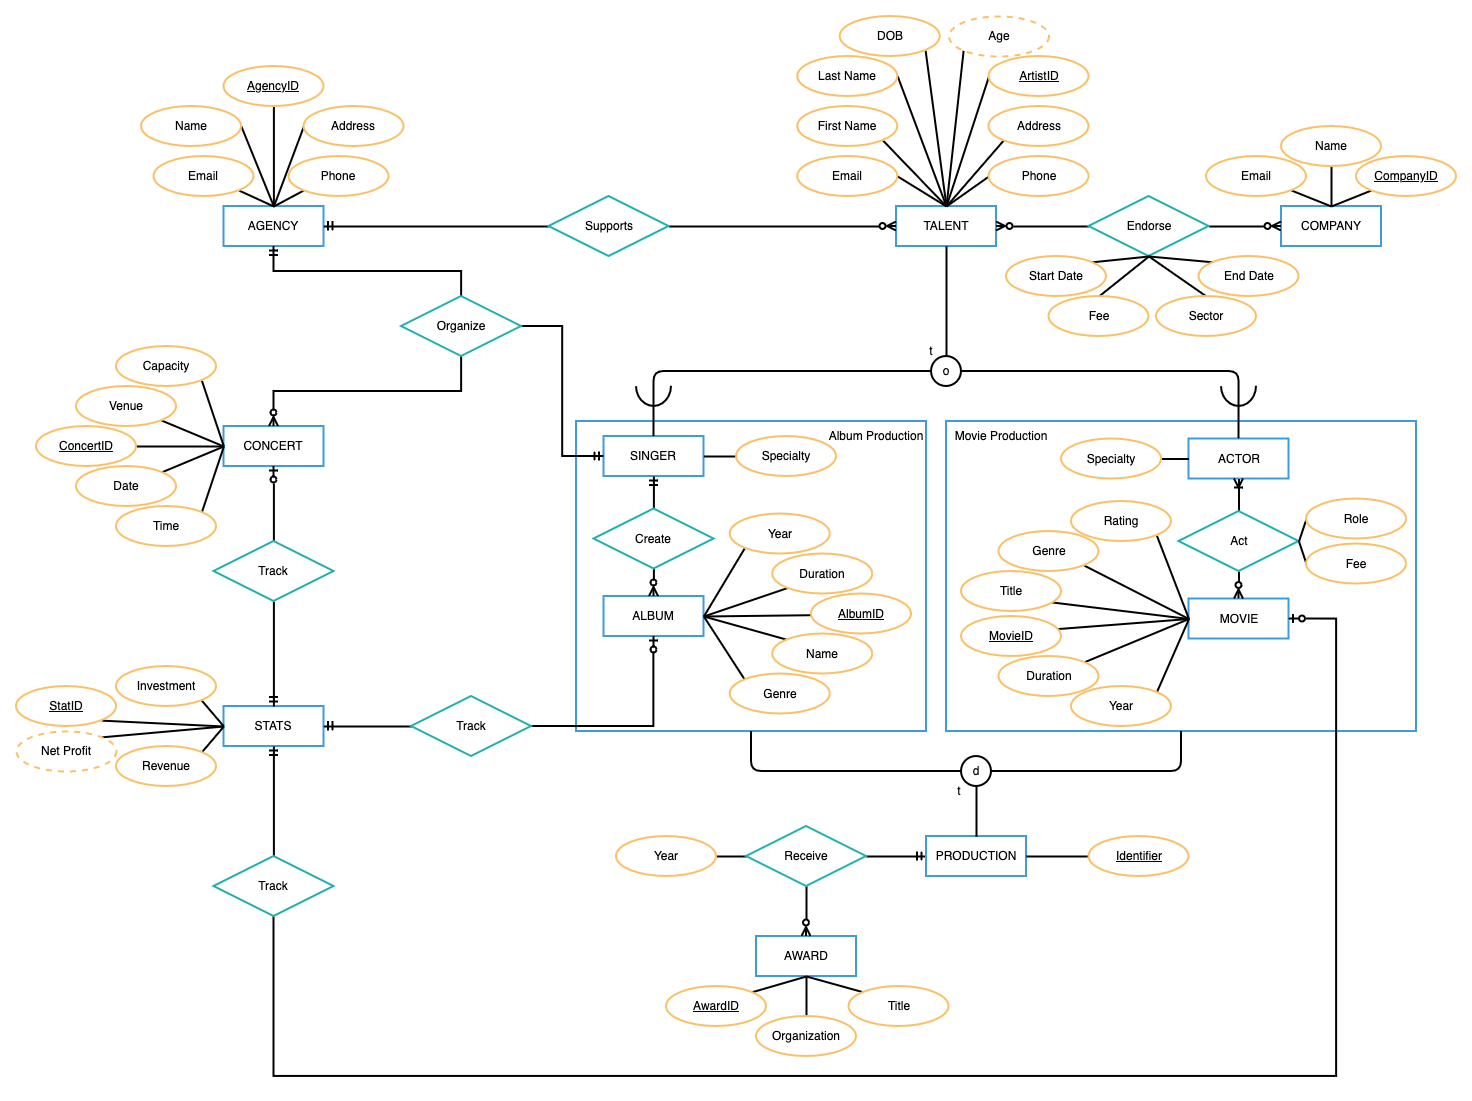 DOB
Age
Last Name
ArtistID
AgencyID
Name
Address
First Name
Address
Name
Email
Phone
Email
Phone
Email
CompanyID
AGENCY
Supports
TALENT
Endorse
COMPANY
Start Date
End Date
Fee
Sector
Organize
t
o
Capacity
Venue
ConcertID
CONCERT
Date
Time
Album Production
Movie Production
SINGER
Specialty
Specialty
ACTOR
Rating
Role
Year
Create
Genre
Act
Fee
Track
Duration
Title
ALBUM
AlbumID
MovieID
MOVIE
Name
Duration
Genre
Year
Investment
StatID
STATS
Track
Net Profit
Revenue
d
t
Year
Receive
PRODUCTION
Identifier
Track
AWARD
AwardID
Title
Organization